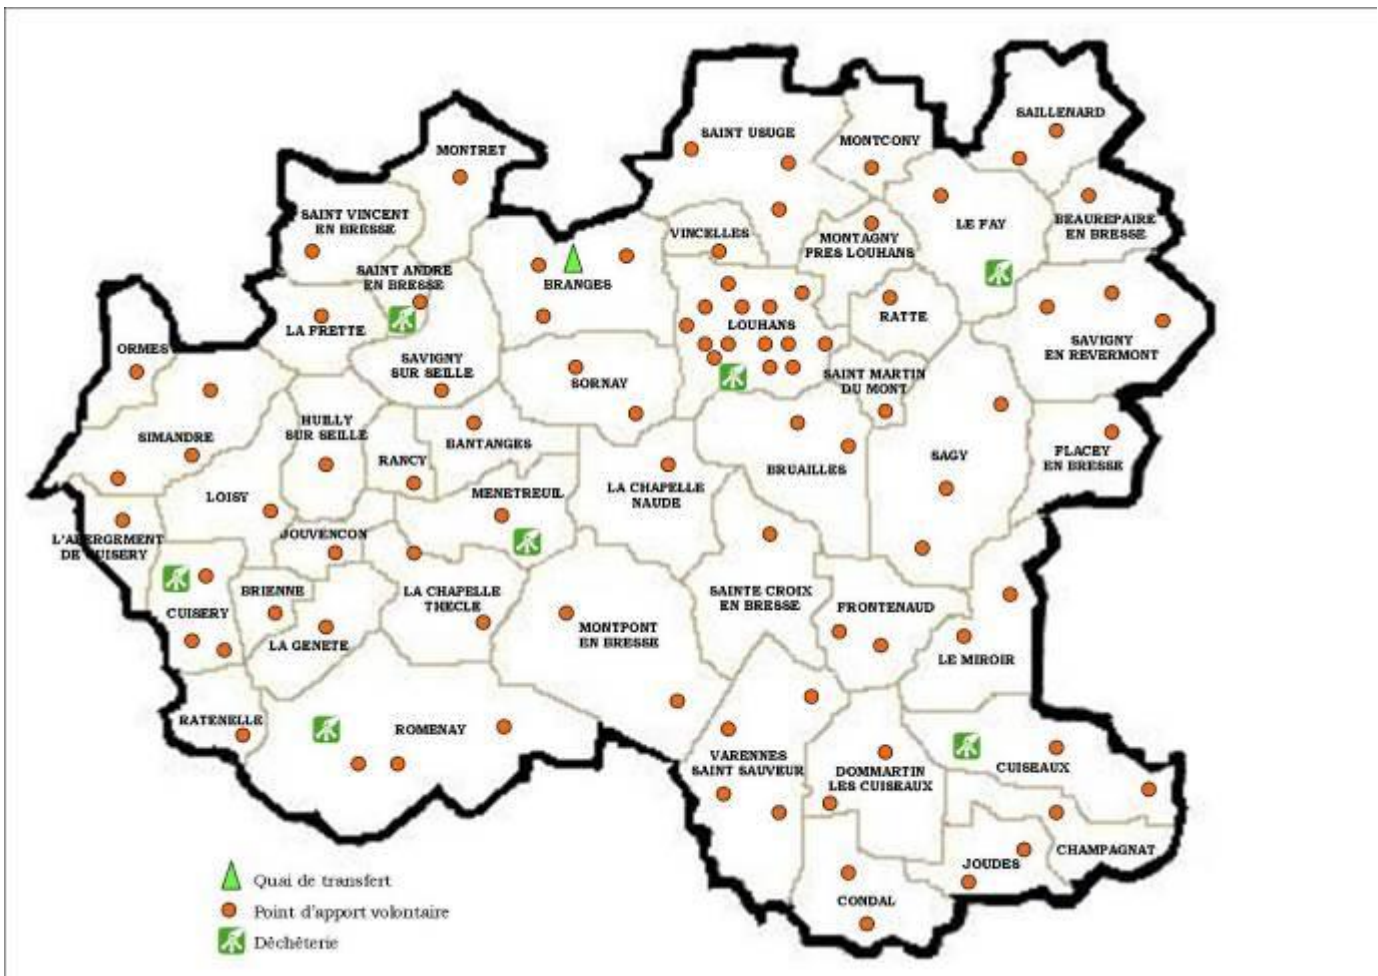 SAILLENARD
SAINT USUGE
MONTCONY
MONTRET
SAINT VINCENT
EN BRESSE
BEAUREPAIRE
EN BRESSE
LE FAY
VINCELLES
MONTAGNY
PRES LOUHANS
SAINT ANDRE
EN BRESSE
BRANGES
LA FRETTE
LOUHANS
RATTE
SAVIGNY
EN REVERMONT
ORMES
SAVIGNY
SUR SEILLE
SORNAY
SAINT MARTIN
DU MONT
HUILLY
SUR SEILLE
SIMANDRE
BANTANGES
RANCY
BRUAILLES
SAGY
FLACEY
EN BRESSE
LOISY
MENETREUIL
LA CHAPELLE
NAUDE
L'ABERGEMENT
DE CUISERY
JOUVENCON
BRIENNE
LA CHAPELLE
THECLE
SAINTE CROIX
EN BRESSE
FRONTENAUD
CUISERY
LA GENETE
MONTPONT
EN BRESSE
LE MIROIR
RATENELLE
ROMENAY
VARENNES
SAINT SAUVEUR
DOMMARTIN
LES CUISEAUX
CUISEAUX
CHAMPAGNAT
JOUDES
CONDAL
Quai de transfert
Point d'apport volontaire
Déchèterie